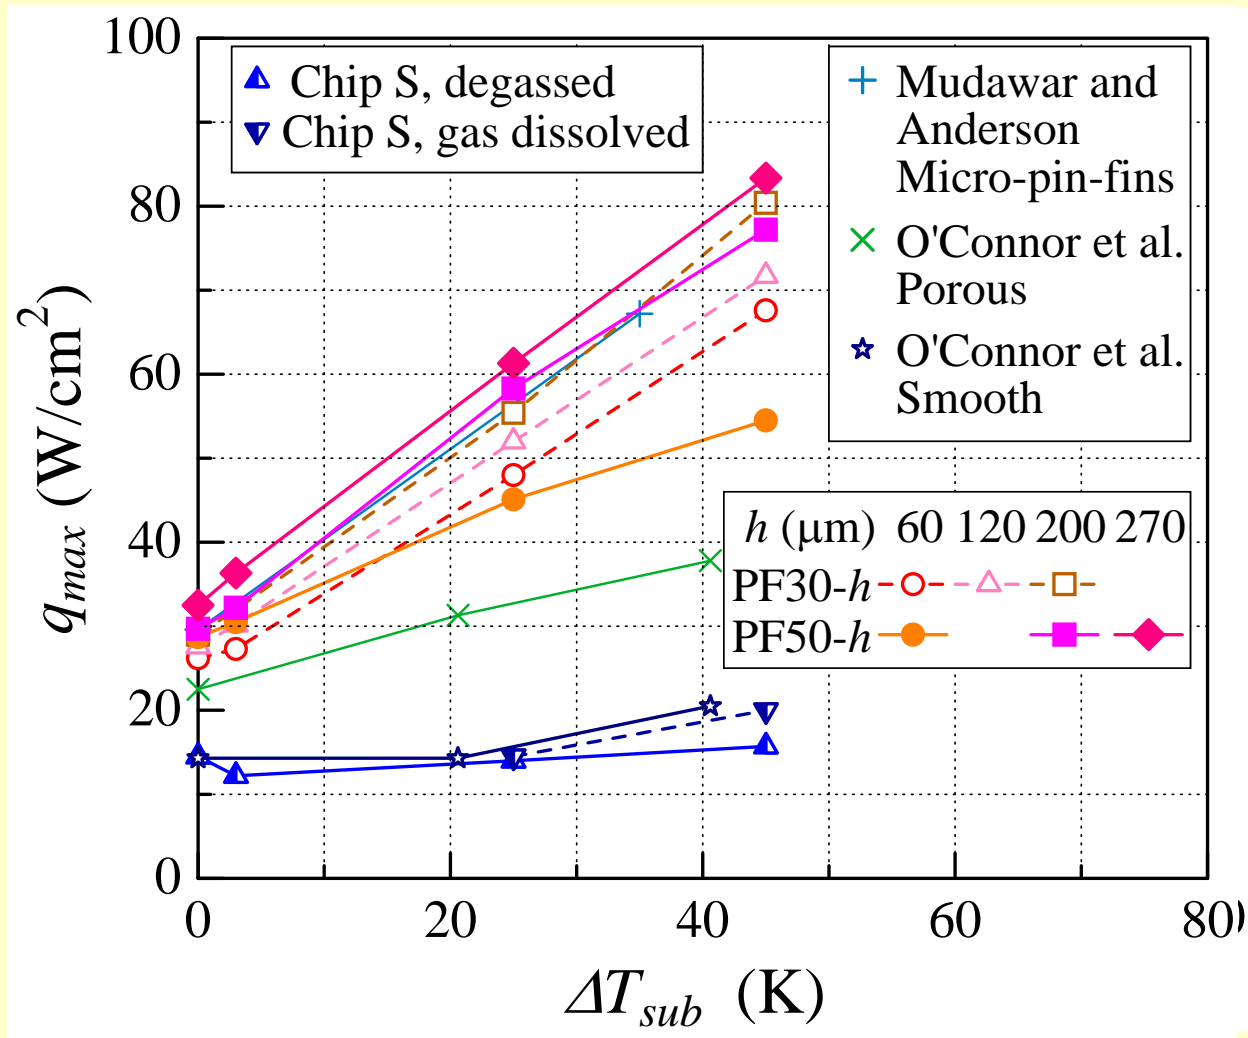 100
80
60
40
20
0
0
20
40
60
80
q_max (W/cm²)
ΔT_sub (K)
Chip S, degassed
Chip S, gas dissolved
Mudawar and
Anderson
Micro-pin-fins
O'Connor et al.
Porous
O'Connor et al.
Smooth
h (μm) 60 120 200 270
PF30-h
PF50-h